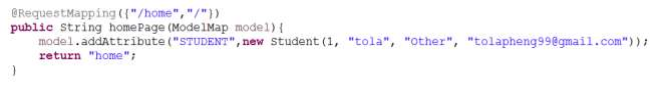 @RequestMapping({"/home","/"})
public String homePage(ModelMap model){
    model.addAttribute("STUDENT",new Student(1, "tola", "Other", "tolapheng99@gmail.com"));
    return "home";
}